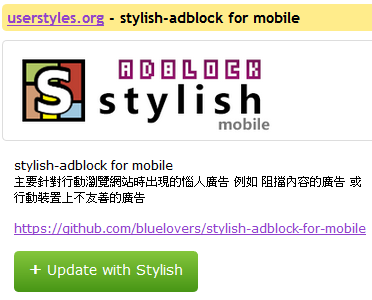 userstyles.org - stylish-adblock for mobile
S
ADBLOCK
stylish
mobile
stylish-adblock for mobile
主要針對行動瀏覽網站時出現的惱人廣告 例如 阻擋內容的廣告 或
行動裝置上不友善的廣告
https://github.com/bluelovers/stylish-adblock-for-mobile
+ Update with Stylish